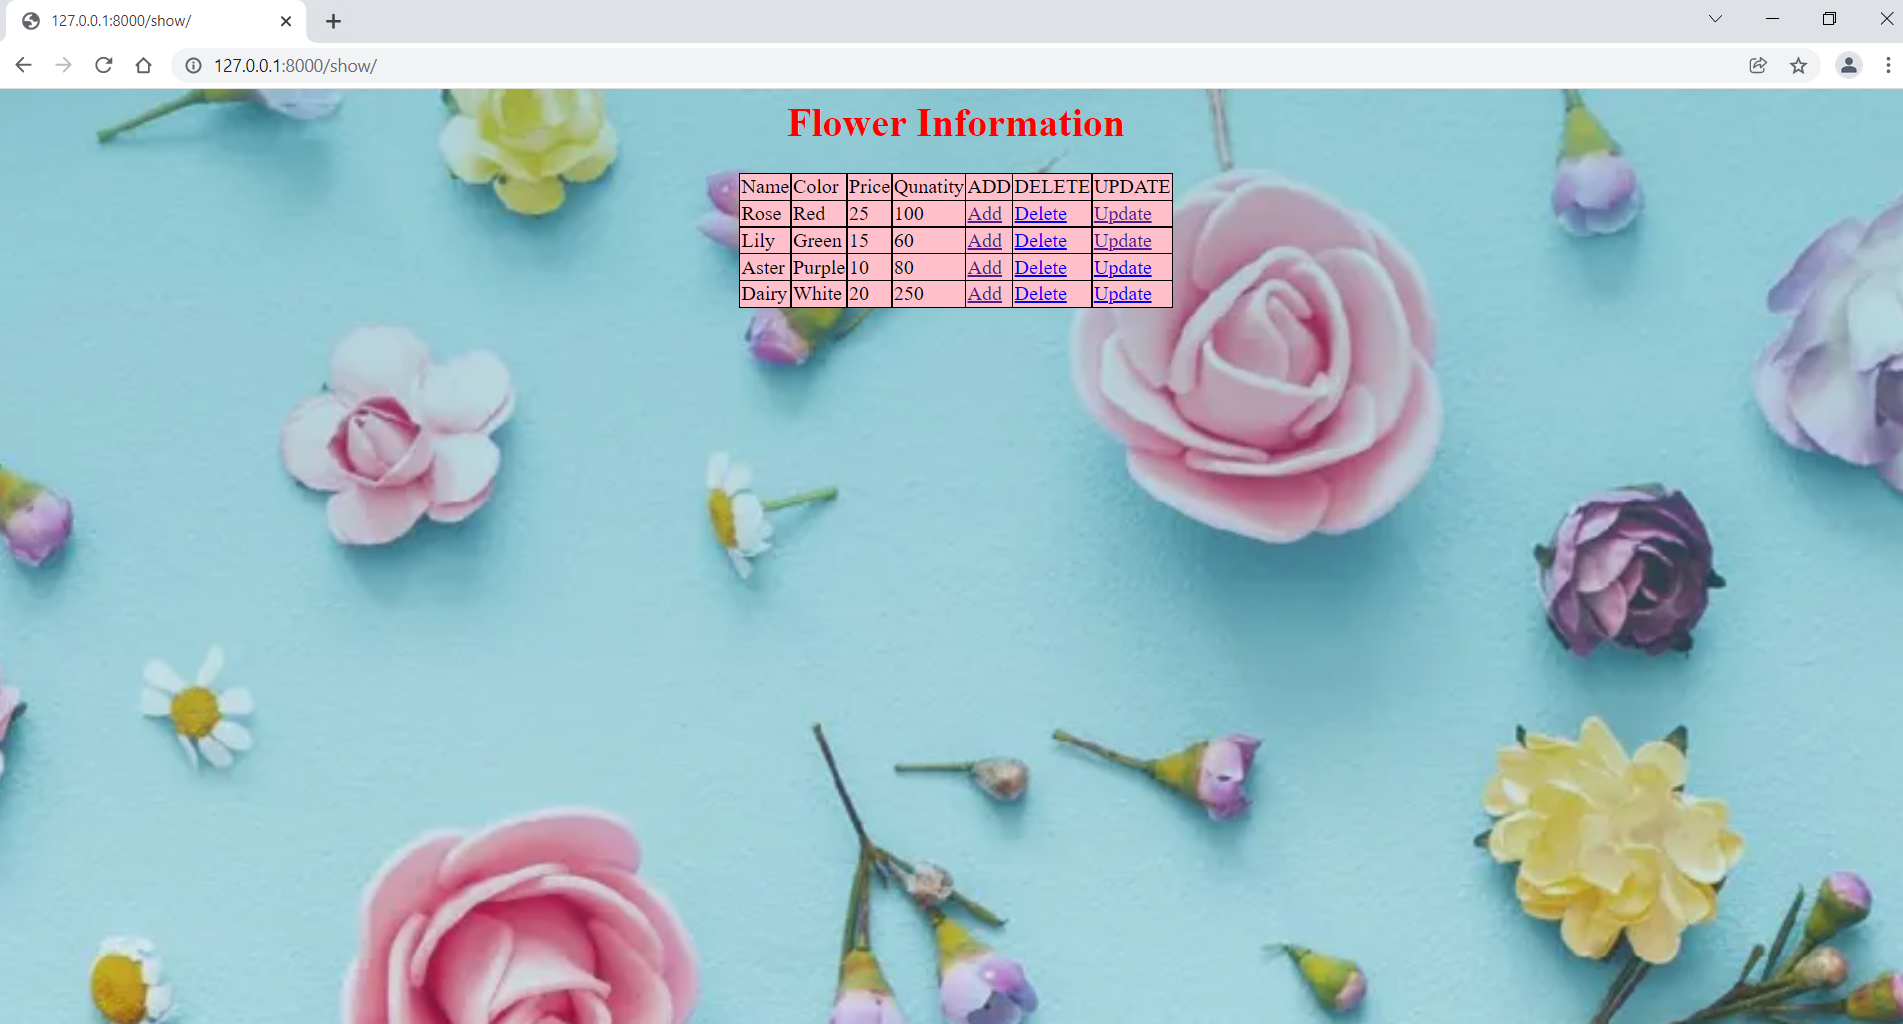 127.0.0.1:8000/show/
127.0.0.1:8000/show/
Flower Information
Name Color Price Qunatity ADD DELETE UPDATE
Rose Red 25 100 Add Delete Update
Lily Green 15 60 Add Delete Update
Aster Purple 10 80 Add Delete Update
Dairy White 20 250 Add Delete Update